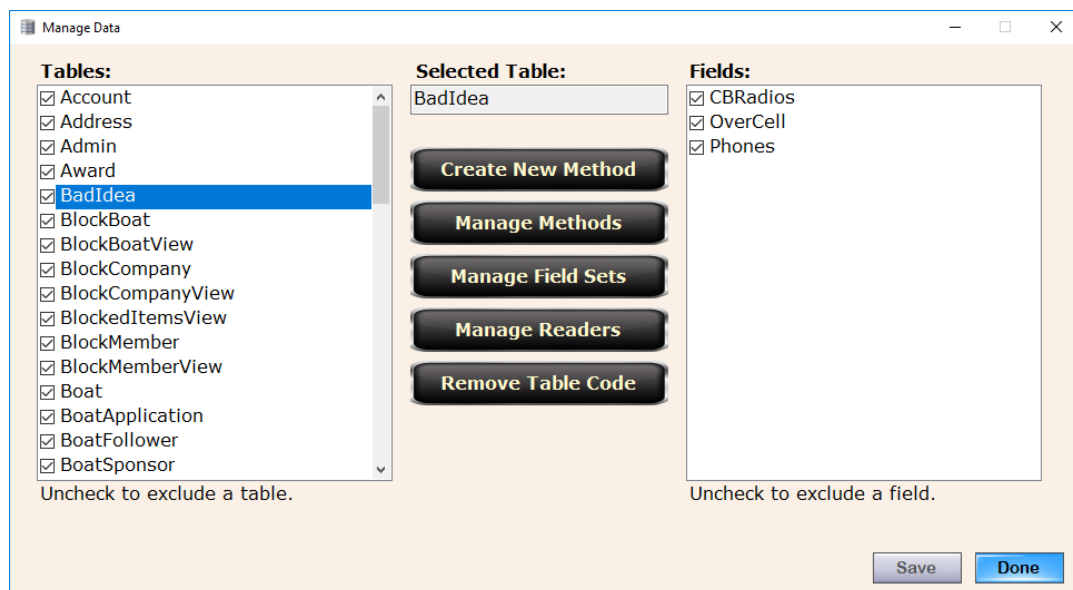 Manage Data
Tables:
Account
Address
Admin
Award
BadIdea
BlockBoat
BlockBoatView
BlockCompany
BlockCompanyView
BlockedItemsView
BlockMember
BlockMemberView
Boat
BoatApplication
BoatFollower
BoatSponsor
Uncheck to exclude a table.
Selected Table:
BadIdea
Create New Method
Manage Methods
Manage Field Sets
Manage Readers
Remove Table Code
Fields:
CBRadios
OverCell
Phones
Uncheck to exclude a field.
Save
Done